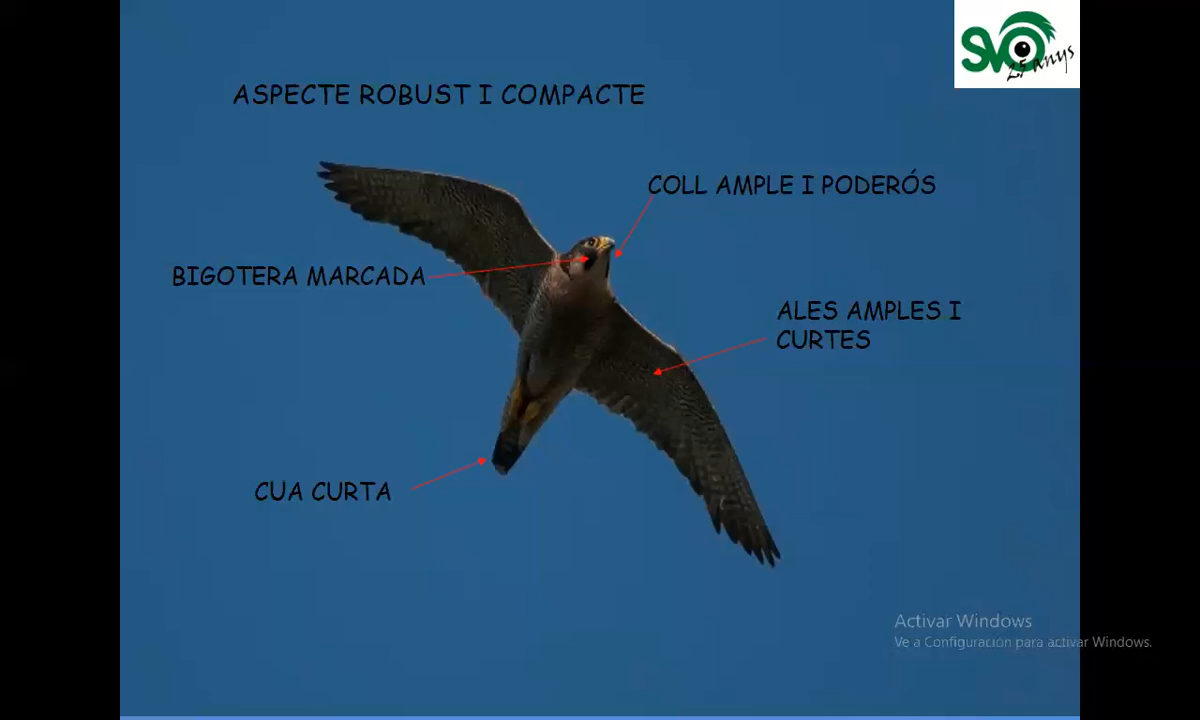 SVO
25 anys
ASPECTE ROBUST I COMPACTE
COLL AMPLE I PODERÓS
BIGOTERA MARCADA
ALES AMPLES I
CURTES
CUA CURTA
Activar Windows
Ve a Configuración para activar Windows.